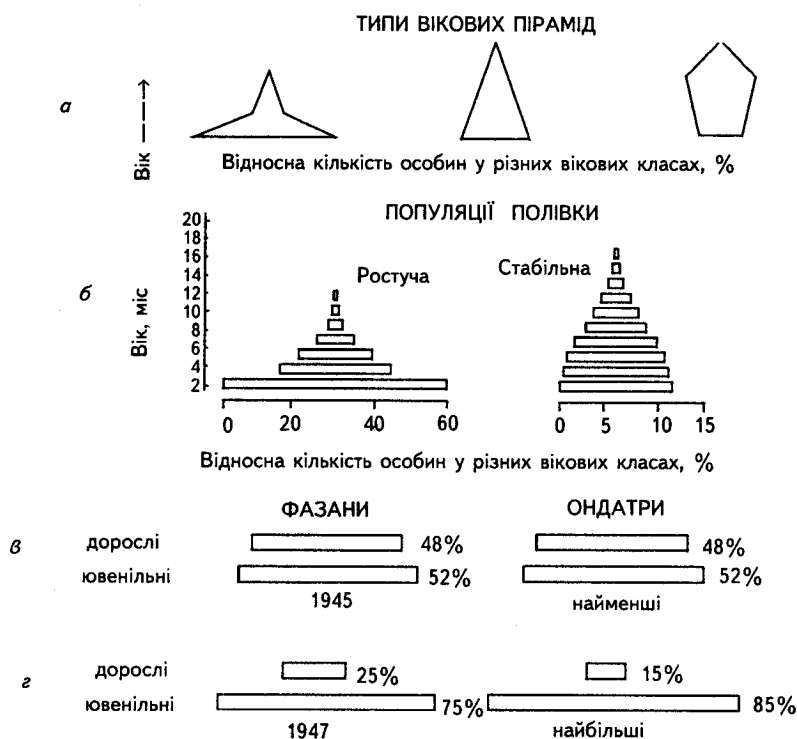 ТИПИ ВІКОВИХ ПІРАМІД
а
Вік
Відносна кількість особин у різних вікових класах, %
ПОПУЛЯЦІЇ ПОЛІВКИ
б
Вік, міс
20
18
16
14
12
10
8
6
4
2
Ростуча
Стабільна
0 20 40 60
0 5 10 15
Відносна кількість особин у різних вікових класах, %
ФАЗАНИ ОНДАТРИ
в
дорослі 48% 48%
ювенільні 52% 52%
1945 найменші
г
дорослі 25% 15%
ювенільні 75% 85%
1947 найбільші